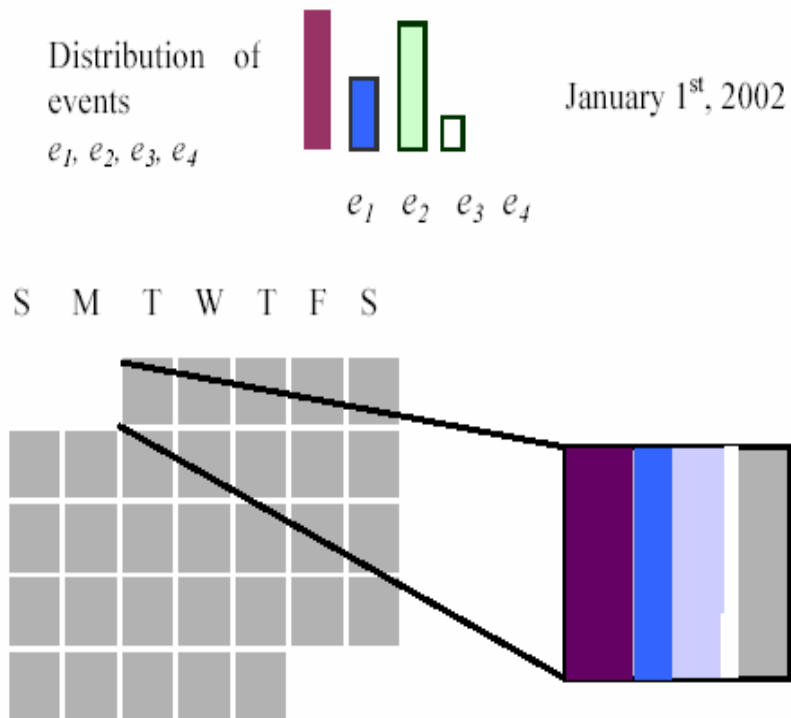 Distribution of
events
e1, e2, e3, e4
January 1st, 2002
e1 e2 e3 e4
S M T W T F S